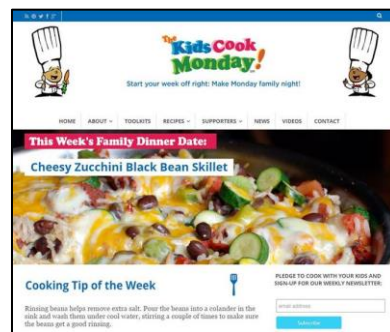 The
Kids Cook
Monday!
Start your week off right: Make Monday family night!
HOME ABOUT TOOLKITS RECIPES SUPPORTERS NEWS VIDEOS CONTACT
This Week's Family Dinner Date:
Cheesy Zucchini Black Bean Skillet
Cooking Tip of the Week
Rinsing beans helps remove extra salt. Pour the beans into a colander in the
sink and wash them under cool water, stirring a couple of times to make sure
the beans get a good rinsing.
PLEDGE TO COOK WITH YOUR KIDS AND
SIGN-UP FOR OUR WEEKLY NEWSLETTER:
email address
Subscribe